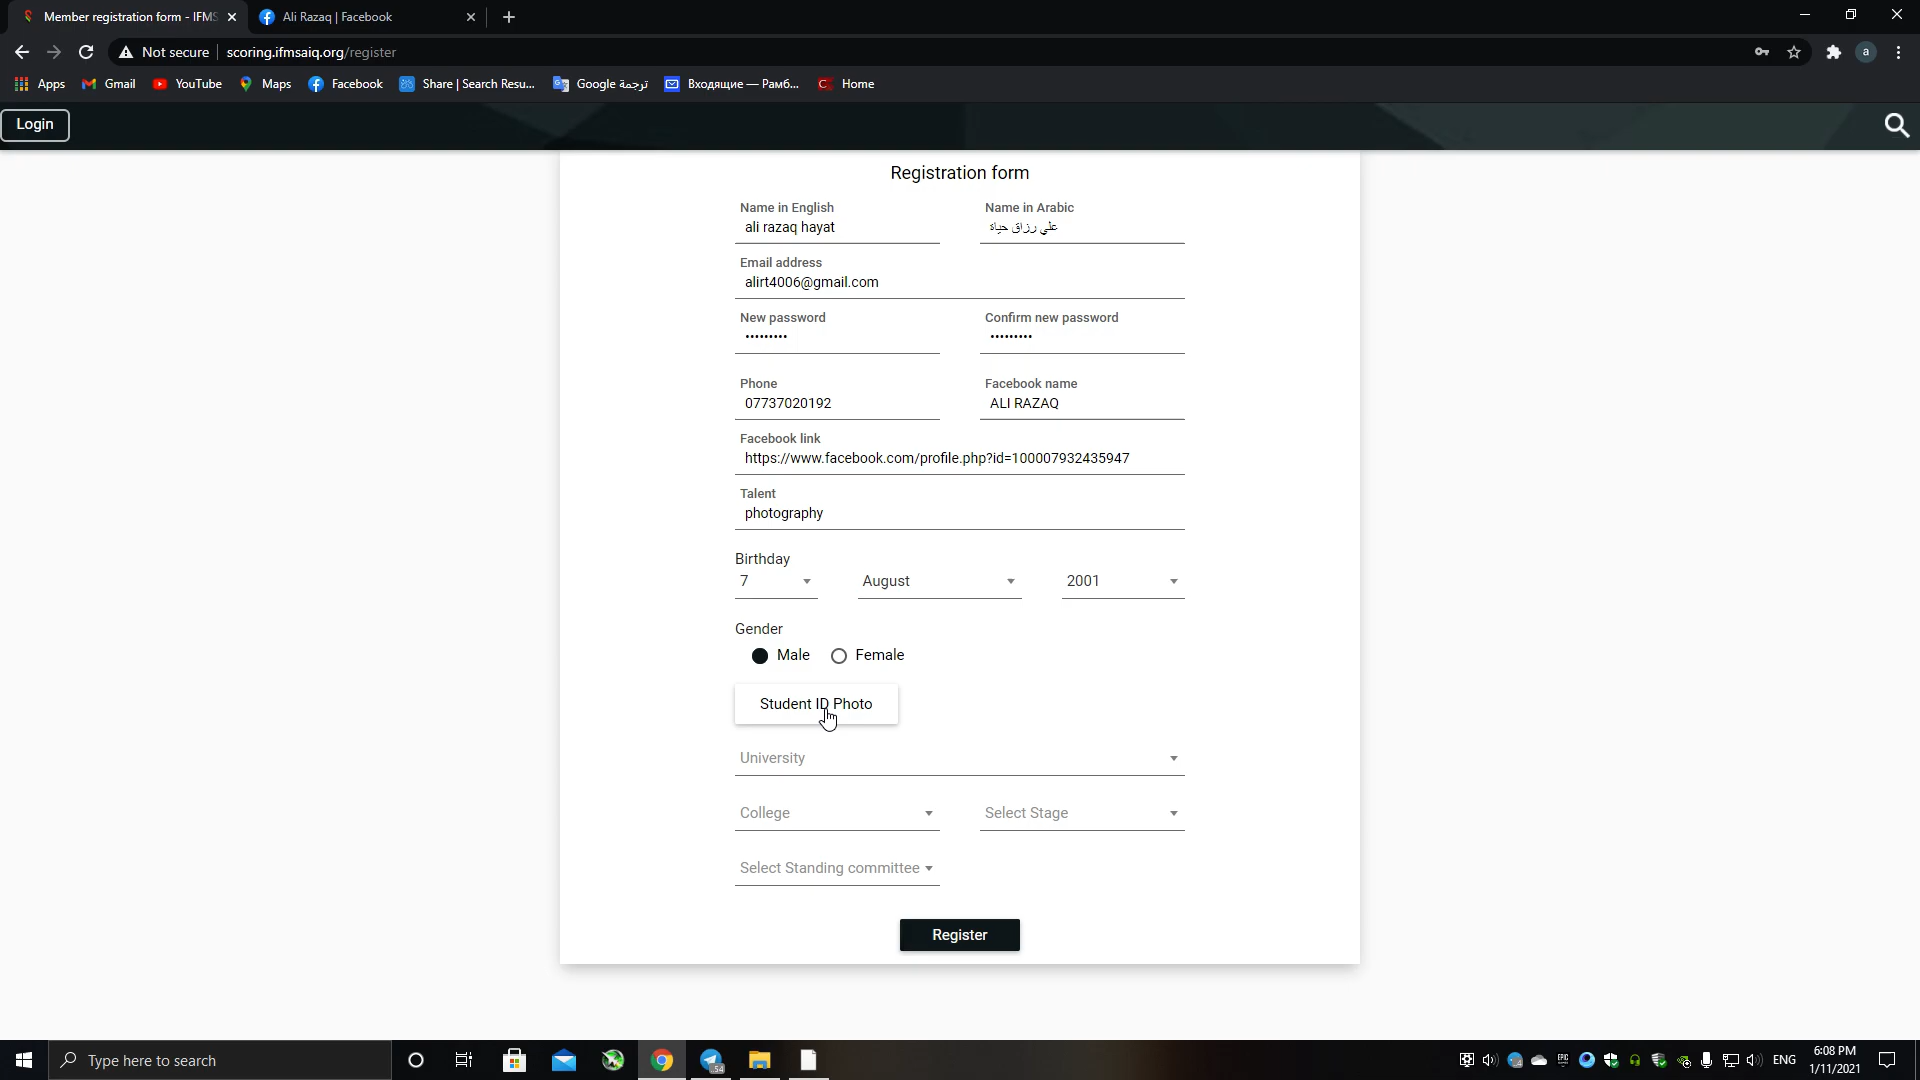 Member registration form - IFMS
Ali Razaq | Facebook
Not secure
scoring.ifmsaiq.org/register
a
Apps
Gmail
YouTube
Maps
Facebook
Share | Search Resu...
Google ترجمة
Входящие — Рамб...
Home
Login
Registration form
Name in English
Name in Arabic
ali razaq hayat
علي رزاق حياة
Email address
alirt4006@gmail.com
New password
Confirm new password
•••••••••
•••••••••
Phone
Facebook name
07737020192
ALI RAZAQ
Facebook link
https://www.facebook.com/profile.php?id=100007932435947
Talent
photography
Birthday
7
August
2001
Gender
Male
Female
Student ID Photo
University
College
Select Stage
Select Standing committee
Register
Type here to search
54
EPIC
ENG
6:08 PM
1/11/2021